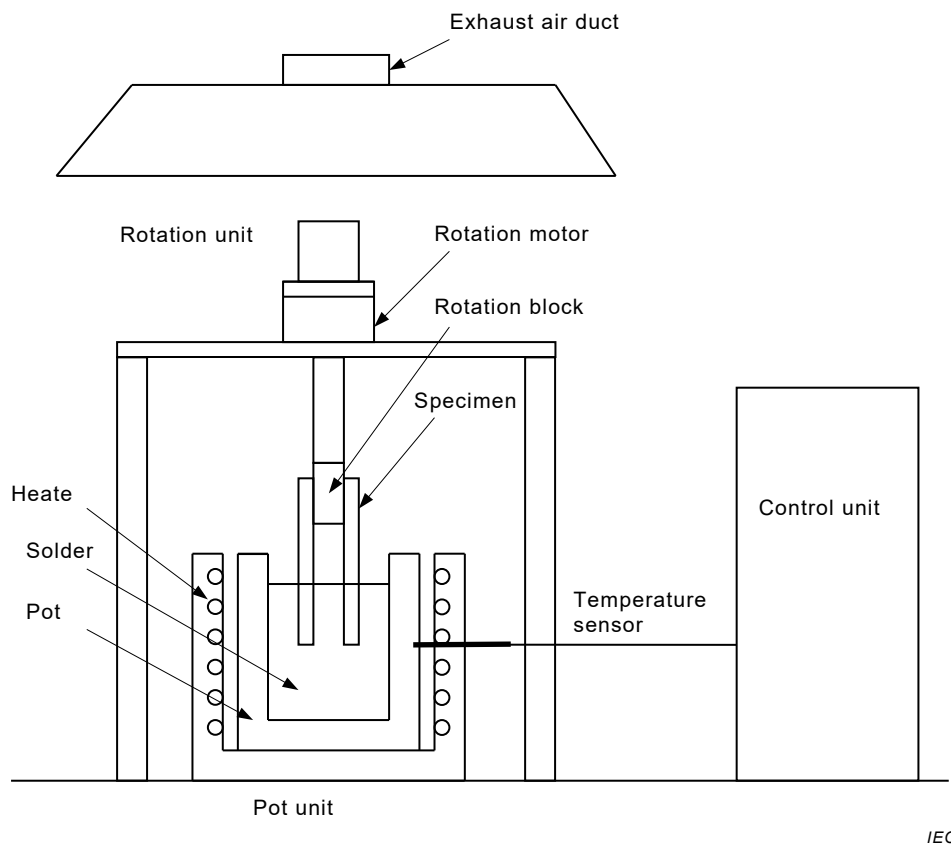 Exhaust air duct
Rotation unit
Rotation motor
Rotation block
Specimen
Heate
Control unit
Solder
Temperature
sensor
Pot
Pot unit
IEC